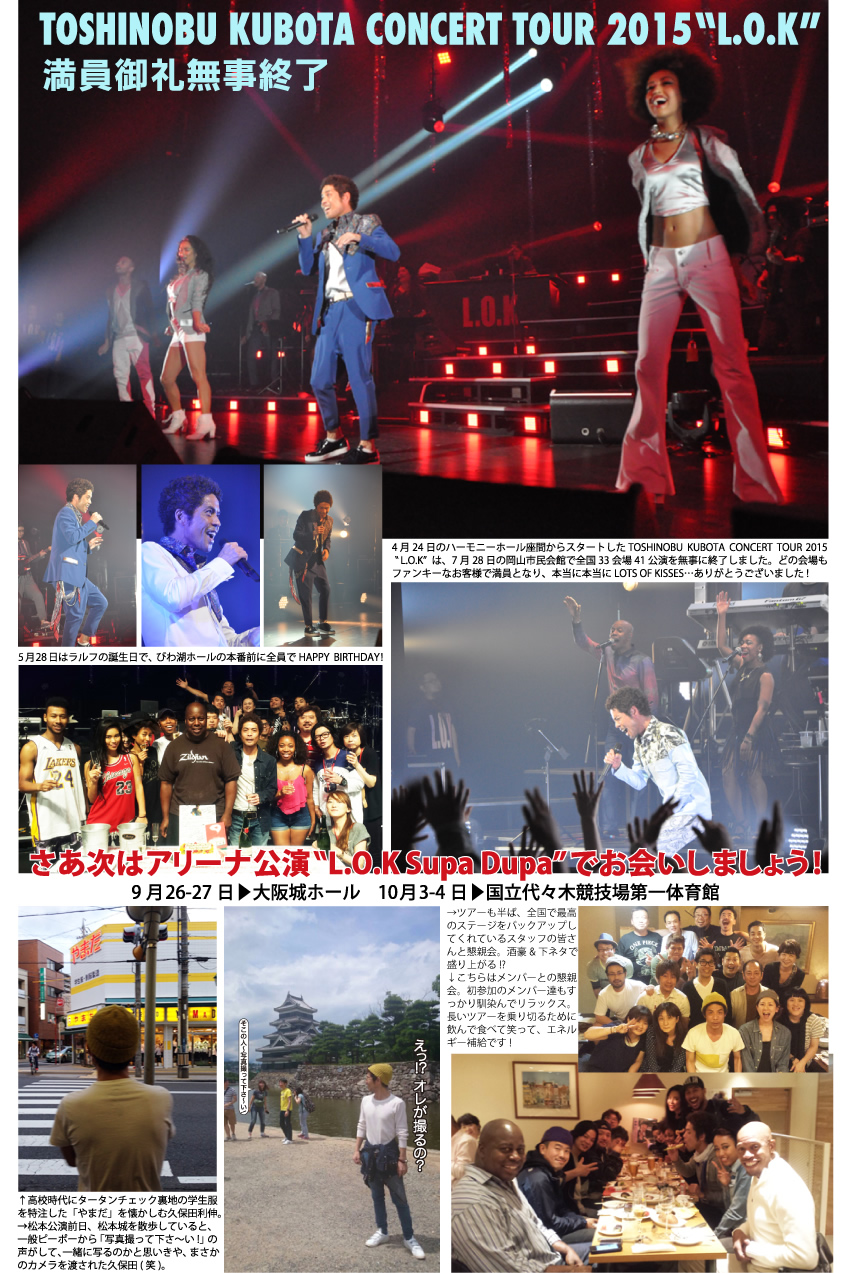 TOSHINOBU KUBOTA CONCERT TOUR 2015 “L.O.K”
満員御礼無事終了
L.O.K
4月24日のハーモニーホール座間からスタートしたTOSHINOBU KUBOTA CONCERT TOUR 2015
“L.O.K”は、7月28日の岡山市民会館で全国33会場41公演を無事に終了しました。どの会場も
ファンキーなお客様で満員となり、本当に本当にLOTS OF KISSES…ありがとうございました!
5月28日はラルフの誕生日で、びわ湖ホールの本番前に全員でHAPPY BIRTHDAY!
LAKERS
24
23
Zildjian
L.O.
さあ次はアリーナ公演“L.O.K Supa Dupa”でお会いしましょう!
9月26-27日▶大阪城ホール 10月3-4日▶国立代々木競技場第一体育館
やまだ
そこの人〜写真撮って下さ〜い!
えっ!? オレが撮るの?
→ツアーも半ば、全国で最高
のステージをバックアップし
てくれているスタッフの皆さ
んと懇親会。酒豪&下ネタで
盛り上がる!?
↓こちらはメンバーとの懇親
会。初参加のメンバー達もす
っかり馴染んでリラックス。
長いツアーを乗り切るために
飲んで食べて笑って、エネル
ギー補給です!
ONE PIECE
↑高校時代にタータンチェック裏地の学生服
を特注した「やまだ」を懐かしむ久保田利伸。
→松本公演前日、松本城を散歩していると、
一般ピーポーから「写真撮って下さ〜い!」の
声がして、一緒に写るのかと思いきや、まさか
のカメラを渡された久保田(笑)。